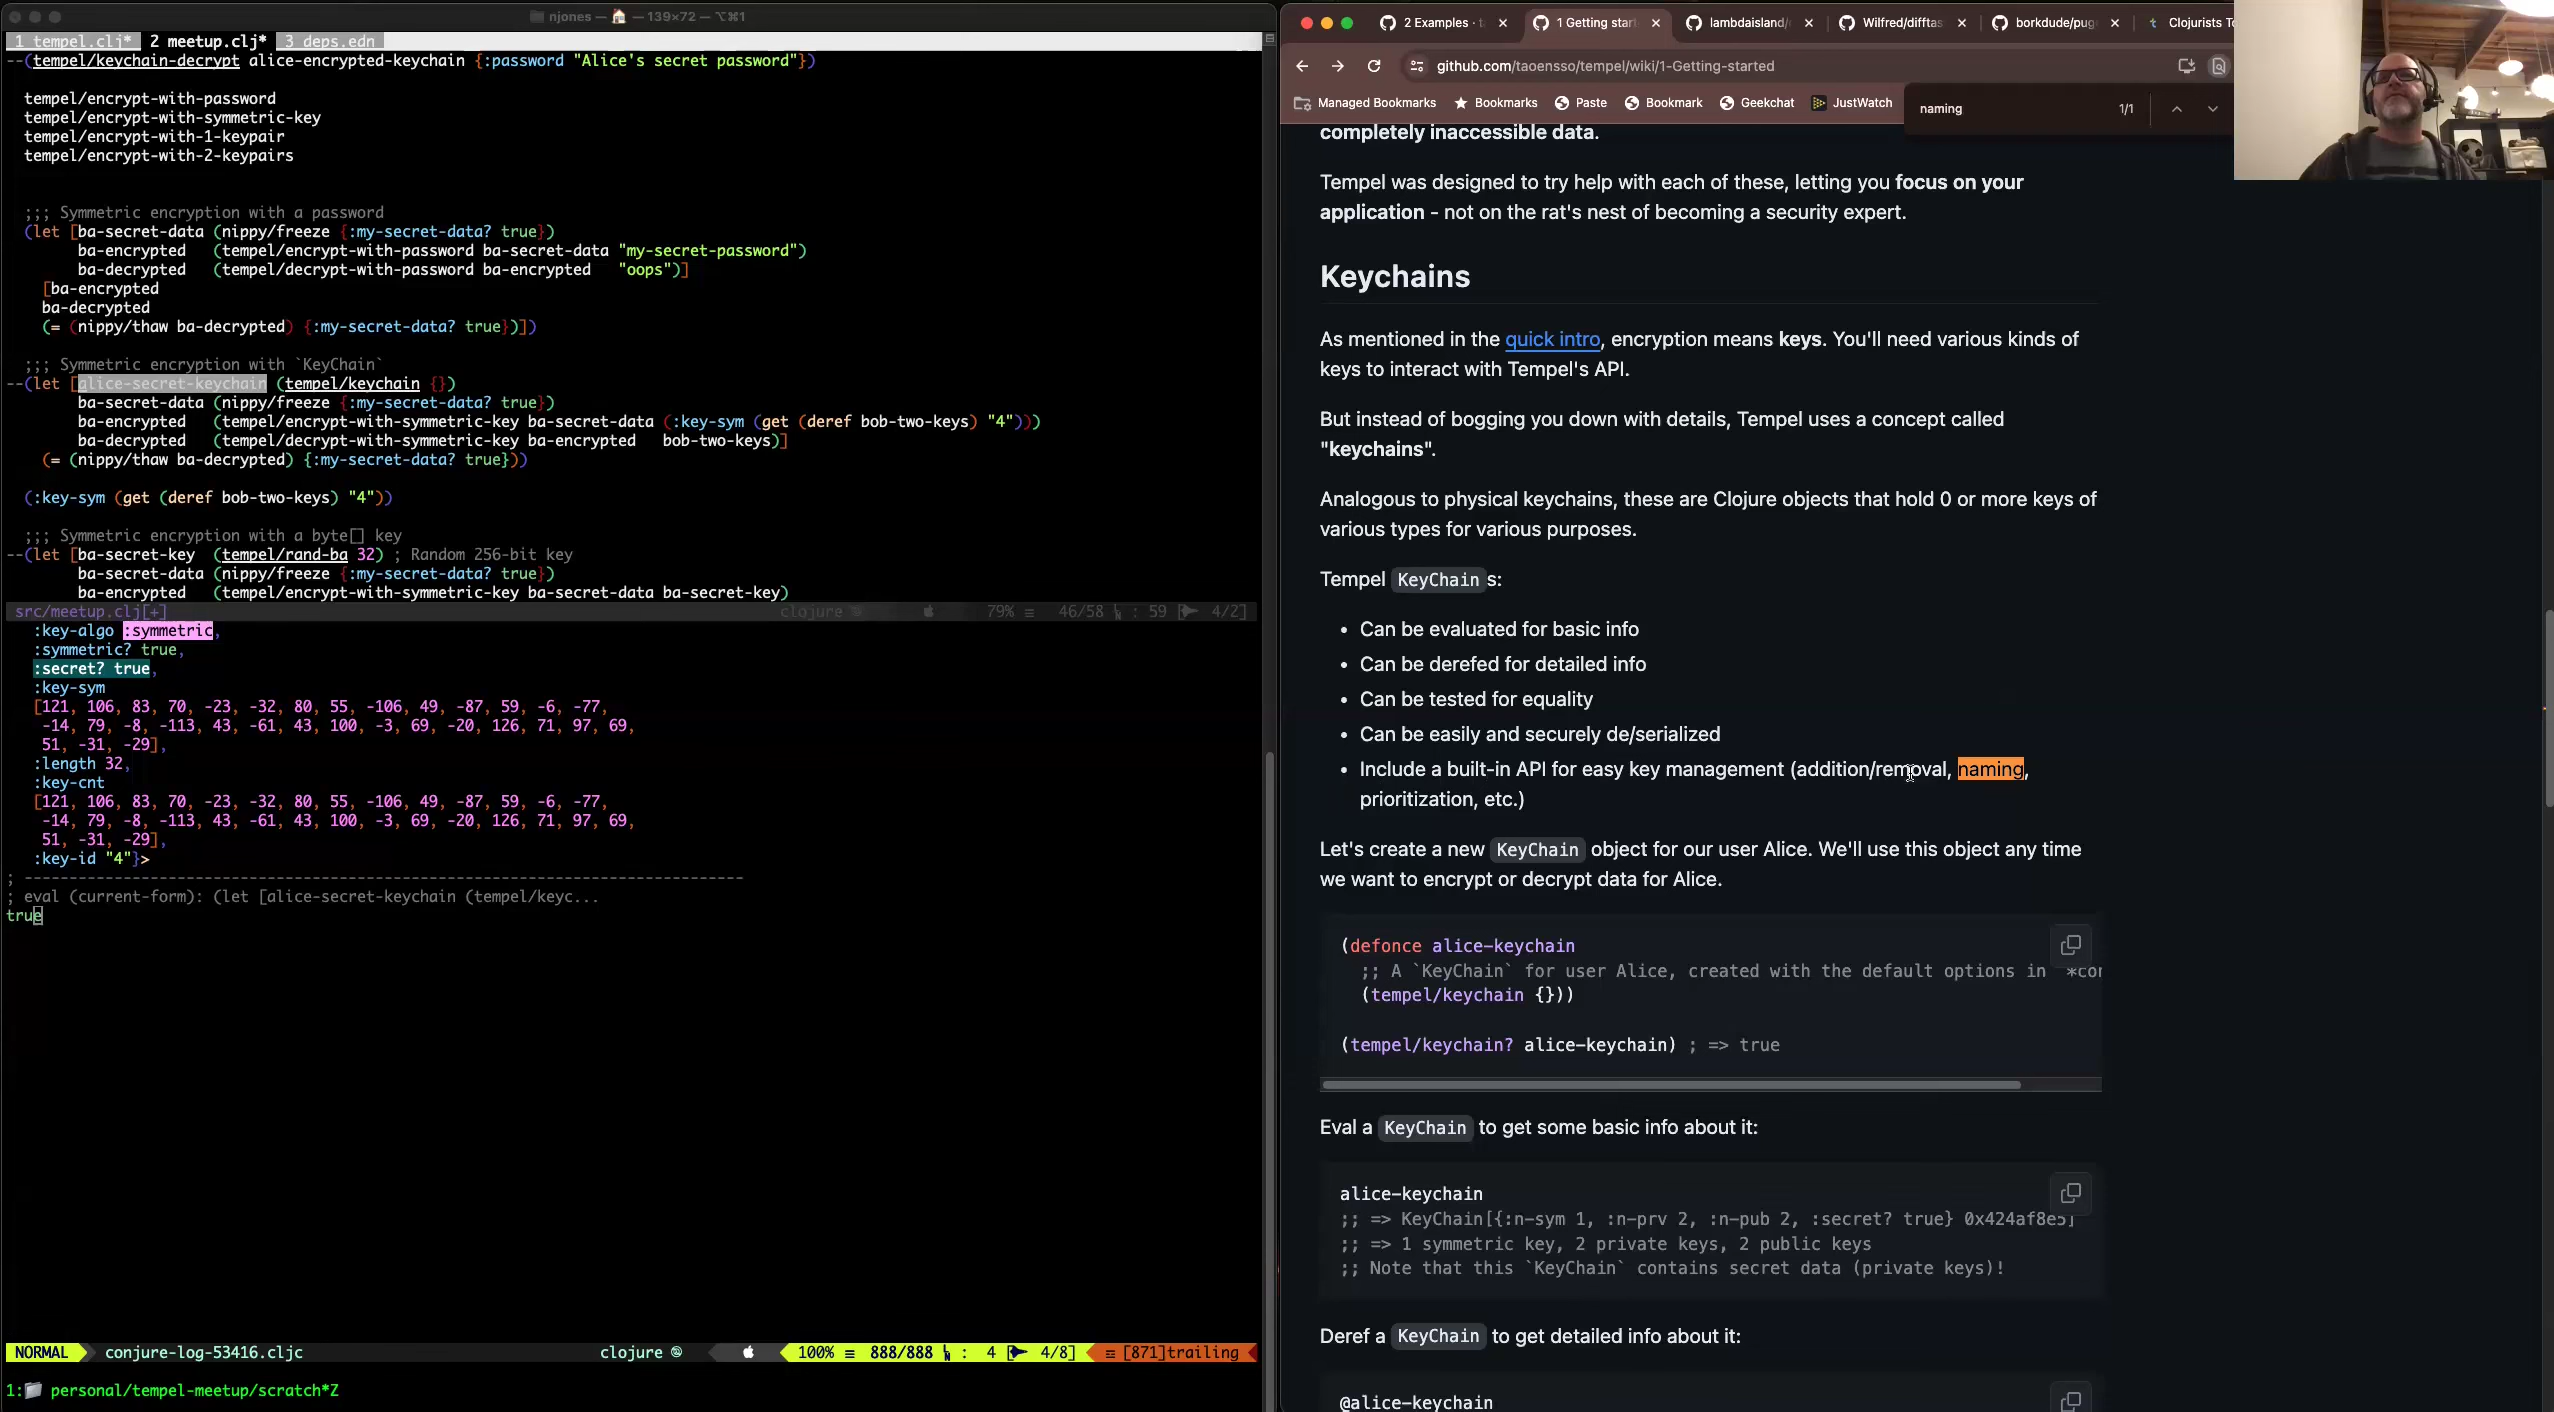 njones — 🏠 — 139×72 — ⌥⌘1
1 tempel.clj* 2 meetup.clj* 3 deps.edn
--(tempel/keychain-decrypt alice-encrypted-keychain {:password "Alice's secret password"})
tempel/encrypt-with-password
tempel/encrypt-with-symmetric-key
tempel/encrypt-with-1-keypair
tempel/encrypt-with-2-keypairs
;;; Symmetric encryption with a password
(let [ba-secret-data (nippy/freeze {:my-secret-data? true})
ba-encrypted (tempel/encrypt-with-password ba-secret-data "my-secret-password")
ba-decrypted (tempel/decrypt-with-password ba-encrypted "oops")]
[ba-encrypted
ba-decrypted
(= (nippy/thaw ba-decrypted) {:my-secret-data? true})])
;;; Symmetric encryption with `KeyChain`
--(let [alice-secret-keychain (tempel/keychain {})
ba-secret-data (nippy/freeze {:my-secret-data? true})
ba-encrypted (tempel/encrypt-with-symmetric-key ba-secret-data (:key-sym (get (deref bob-two-keys) "4")))
ba-decrypted (tempel/decrypt-with-symmetric-key ba-encrypted bob-two-keys)]
(= (nippy/thaw ba-decrypted) {:my-secret-data? true}))
(:key-sym (get (deref bob-two-keys) "4"))
;;; Symmetric encryption with a byte[] key
--(let [ba-secret-key (tempel/rand-ba 32) ; Random 256-bit key
ba-secret-data (nippy/freeze {:my-secret-data? true})
ba-encrypted (tempel/encrypt-with-symmetric-key ba-secret-data ba-secret-key)
src/meetup.clj[+] clojure 79% ≡ 46/58 : 59 4/2]
:key-algo :symmetric,
:symmetric? true,
:secret? true,
:key-sym
[121, 106, 83, 70, -23, -32, 80, 55, -106, 49, -87, 59, -6, -77,
-14, 79, -8, -113, 43, -61, 43, 100, -3, 69, -20, 126, 71, 97, 69,
51, -31, -29],
:length 32,
:key-cnt
[121, 106, 83, 70, -23, -32, 80, 55, -106, 49, -87, 59, -6, -77,
-14, 79, -8, -113, 43, -61, 43, 100, -3, 69, -20, 126, 71, 97, 69,
51, -31, -29],
:key-id "4"}>
; --------------------------------------------------------------------------------
; eval (current-form): (let [alice-secret-keychain (tempel/keyc...
true
NORMAL conjure-log-53416.cljc clojure 100% ≡ 888/888 : 4 4/8] ≡ [871]trailing
1: personal/tempel-meetup/scratch*Z
2 Examples · t 1 Getting star lambdaisland/ Wilfred/difftas borkdude/pug Clojurists To
github.com/taoensso/tempel/wiki/1-Getting-started
Managed Bookmarks Bookmarks Paste Bookmark Geekchat JustWatch
naming 1/1
completely inaccessible data.
Tempel was designed to try help with each of these, letting you focus on your
application - not on the rat's nest of becoming a security expert.
Keychains
As mentioned in the quick intro, encryption means keys. You'll need various kinds of
keys to interact with Tempel's API.
But instead of bogging you down with details, Tempel uses a concept called
"keychains".
Analogous to physical keychains, these are Clojure objects that hold 0 or more keys of
various types for various purposes.
Tempel KeyChain s:
• Can be evaluated for basic info
• Can be derefed for detailed info
• Can be tested for equality
• Can be easily and securely de/serialized
• Include a built-in API for easy key management (addition/removal, naming,
prioritization, etc.)
Let's create a new KeyChain object for our user Alice. We'll use this object any time
we want to encrypt or decrypt data for Alice.
(defonce alice-keychain
;; A `KeyChain` for user Alice, created with the default options in `*cor
(tempel/keychain {}))
(tempel/keychain? alice-keychain) ; => true
Eval a KeyChain to get some basic info about it:
alice-keychain
;; => KeyChain[{:n-sym 1, :n-prv 2, :n-pub 2, :secret? true} 0x424af8e5]
;; => 1 symmetric key, 2 private keys, 2 public keys
;; Note that this `KeyChain` contains secret data (private keys)!
Deref a KeyChain to get detailed info about it:
@alice-keychain